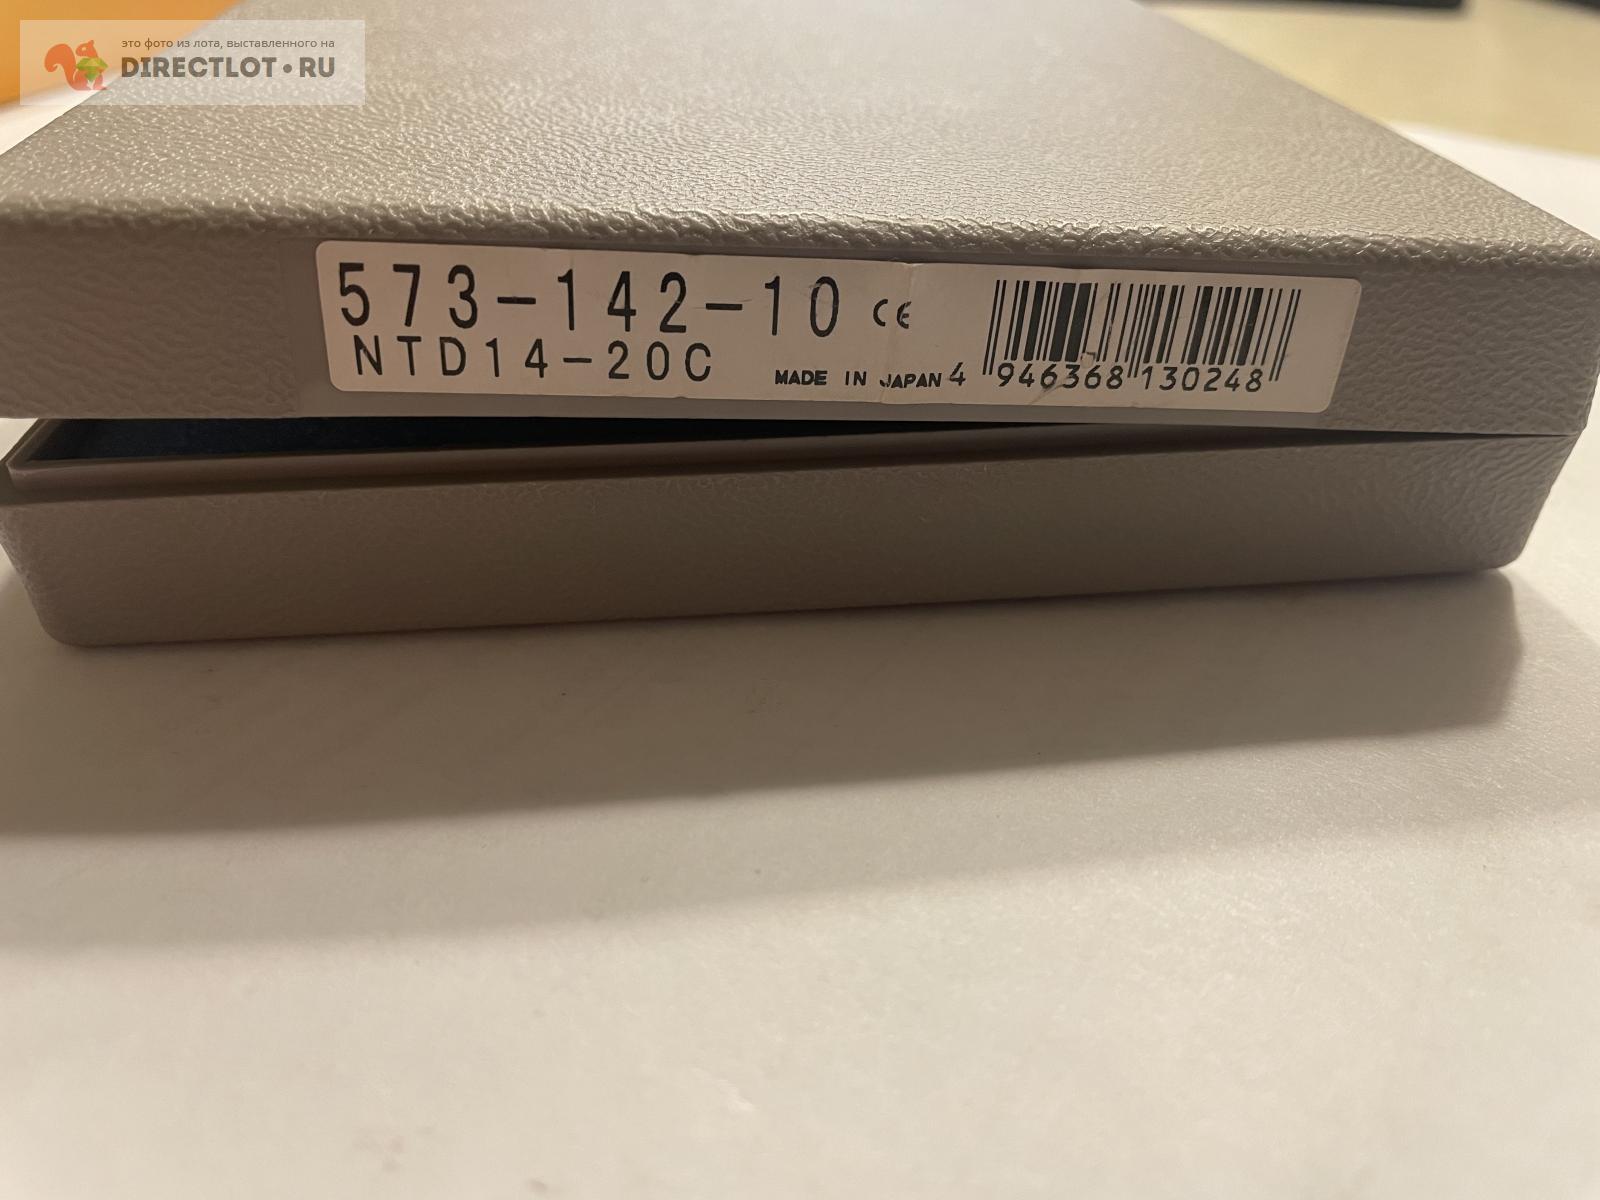 это фото из лота, выставленного на
DIRECTLOT•RU
573-142-10 CE
NTD14-20C
MADE IN JAPAN 4 946368 130248